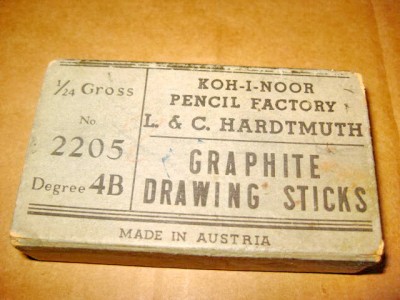 1/24 Gross
No
2205
Degree 4B
KOH-I-NOOR
PENCIL FACTORY
L. & C. HARDTMUTH
GRAPHITE
DRAWING STICKS
MADE IN AUSTRIA